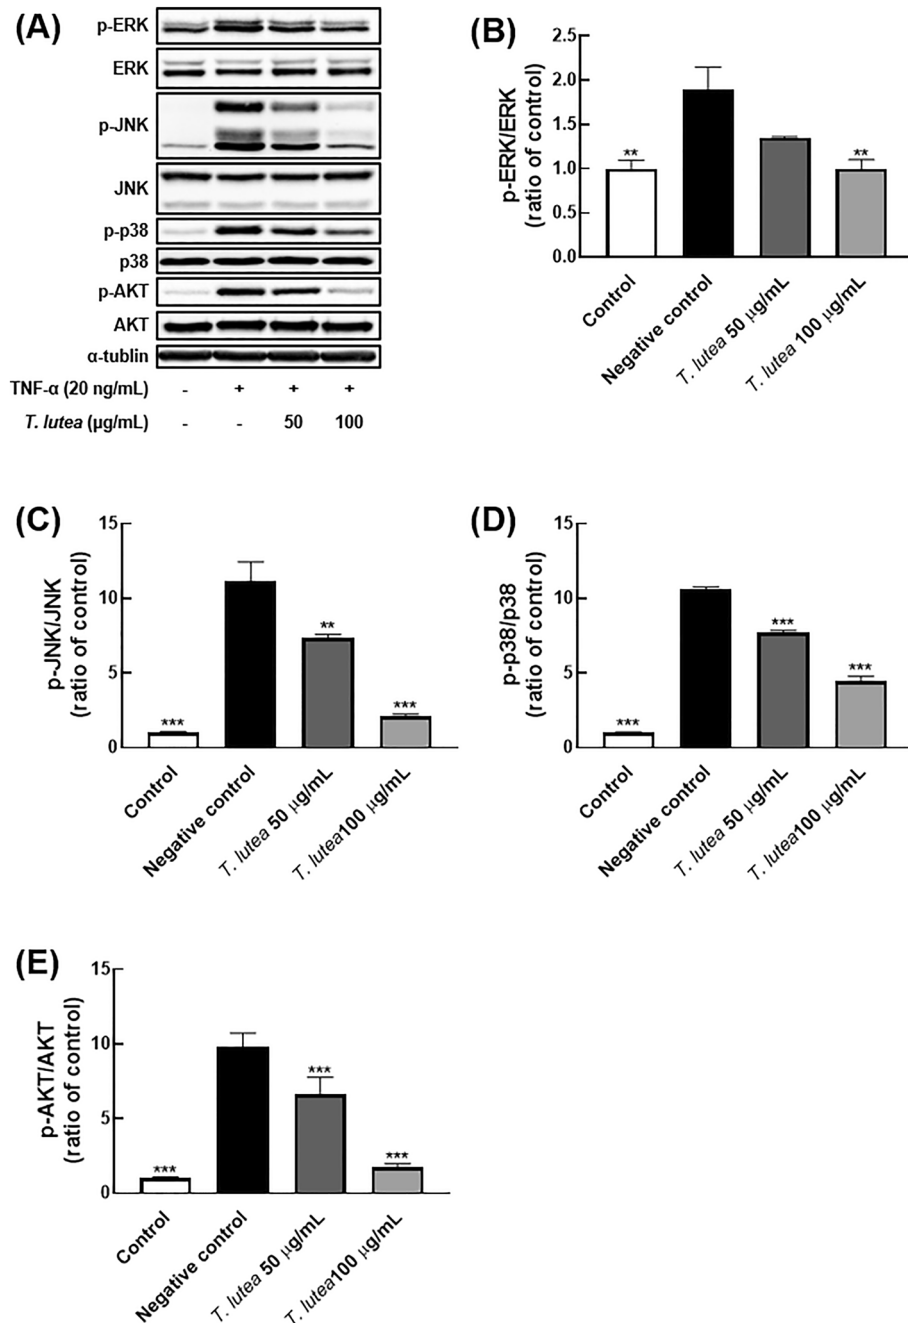 (A)
p-ERK
ERK
p-JNK
JNK
p-p38
p38
p-AKT
AKT
α-tublin
TNF-α (20 ng/mL) - + + +
T. lutea (μg/mL) - - 50 100
(B)
p-ERK/ERK
(ratio of control)
2.5
2.0
1.5
1.0
0.5
0.0
** **
Control
Negative control
T. lutea 50 μg/mL
T. lutea 100 μg/mL
(C)
p-JNK/JNK
(ratio of control)
15
10
5
0
*** ** ***
Control
Negative control
T. lutea 50 μg/mL
T. lutea100 μg/mL
(D)
p-p38/p38
(ratio of control)
15
10
5
0
*** *** ***
Control
Negative control
T. lutea 50 μg/mL
T. lutea100 μg/mL
(E)
p-AKT/AKT
(ratio of control)
15
10
5
0
*** *** ***
Control
Negative control
T. lutea 50 μg/mL
T. lutea100 μg/mL